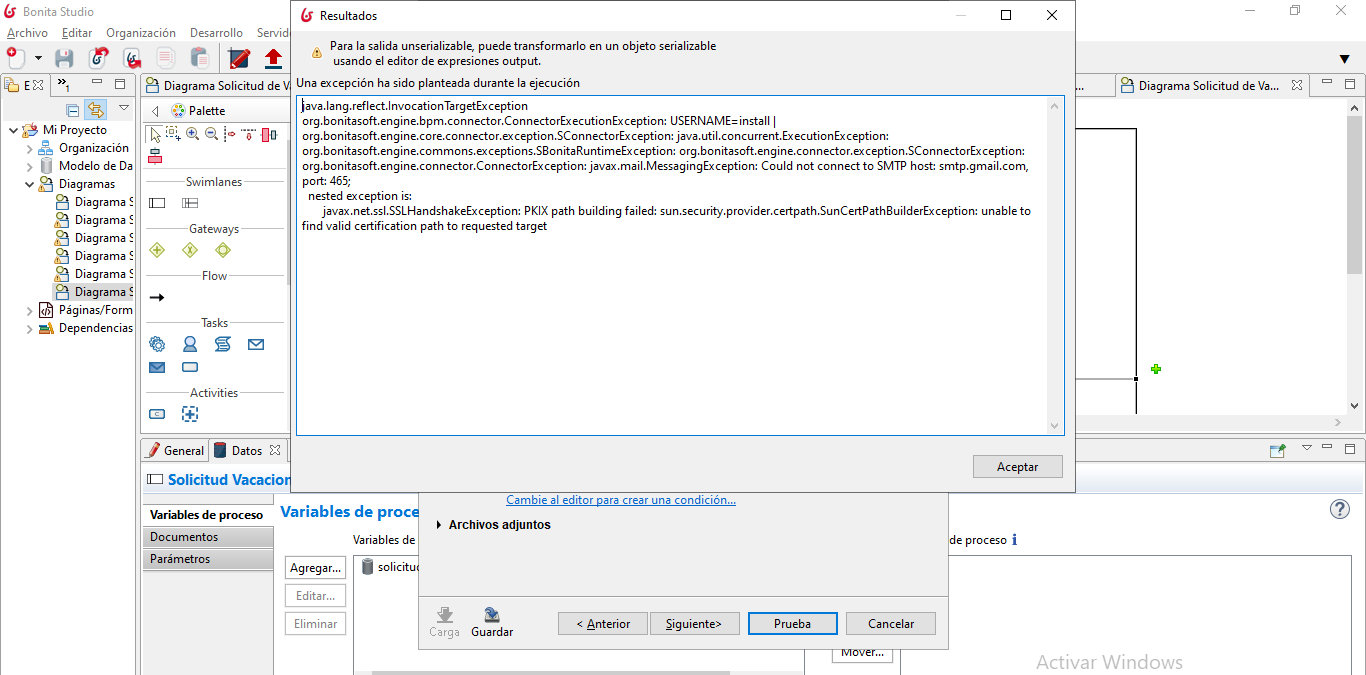 Bonita Studio
Archivo Editar Organización Desarrollo Servid
Resultados
Para la salida unserializable, puede transformarlo en un objeto serializable
usando el editor de expresiones output.
Una excepción ha sido planteada durante la ejecución
java.lang.reflect.InvocationTargetException
org.bonitasoft.engine.bpm.connector.ConnectorExecutionException: USERNAME=install |
org.bonitasoft.engine.core.connector.exception.SConnectorException: java.util.concurrent.ExecutionException:
org.bonitasoft.engine.commons.exceptions.SBonitaRuntimeException: org.bonitasoft.engine.connector.exception.SConnectorException:
org.bonitasoft.engine.connector.ConnectorException: javax.mail.MessagingException: Could not connect to SMTP host: smtp.gmail.com,
port: 465;
nested exception is:
javax.net.ssl.SSLHandshakeException: PKIX path building failed: sun.security.provider.certpath.SunCertPathBuilderException: unable to
find valid certification path to requested target
Aceptar
E
»1
Mi Proyecto
Organización
Modelo de Da
Diagramas
Diagrama S
Diagrama S
Diagrama S
Diagrama S
Diagrama S
Diagrama S
Páginas/Form
Dependencias
Diagrama Solicitud de Va
Palette
Swimlanes
Gateways
Flow
Tasks
Activities
...
Diagrama Solicitud de Va...
General
Datos
Solicitud Vacacion
Variables de proceso
Documentos
Parámetros
Variables de proce
Variables de
de proceso
Agregar...
Editar...
Eliminar
solicitud
Cambie al editor para crear una condición...
Archivos adjuntos
Carga
Guardar
< Anterior
Siguiente>
Prueba
Cancelar
Mover...
Activar Windows